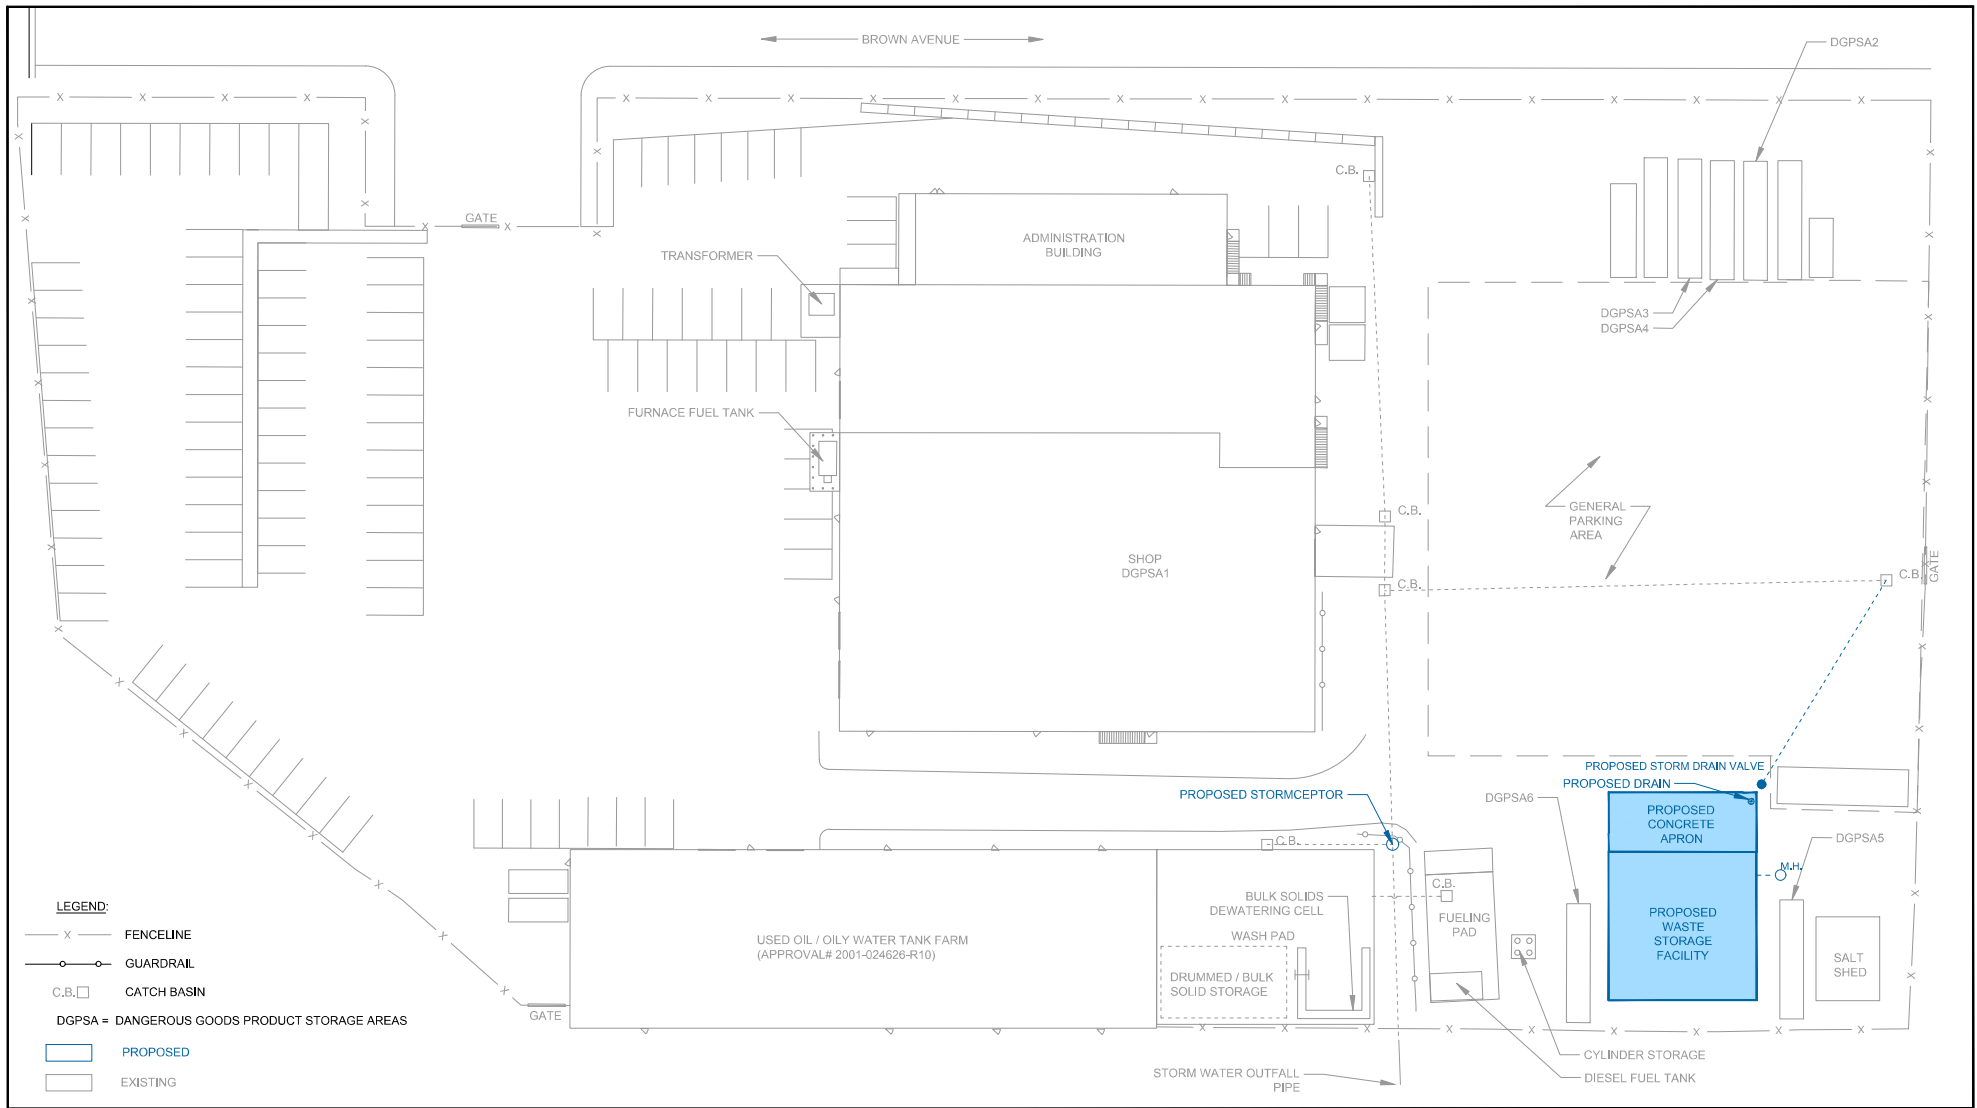 BROWN AVENUE
DGPSA2
C.B.
GATE
ADMINISTRATION
BUILDING
TRANSFORMER
DGPSA3
DGPSA4
FURNACE FUEL TANK
C.B.
GENERAL
PARKING
AREA
SHOP
DGPSA1
C.B.
C.B.
GATE
PROPOSED STORM DRAIN VALVE
PROPOSED DRAIN
PROPOSED STORMCEPTOR
DGPSA6
PROPOSED
CONCRETE
APRON
DGPSA5
C.B.
M.H.
C.B.
BULK SOLIDS
DEWATERING CELL
FUELING
PAD
PROPOSED
WASTE
STORAGE
FACILITY
WASH PAD
USED OIL / OILY WATER TANK FARM
(APPROVAL# 2001-024626-R10)
DRUMMED / BULK
SOLID STORAGE
SALT
SHED
GATE
CYLINDER STORAGE
DIESEL FUEL TANK
STORM WATER OUTFALL
PIPE
LEGEND:
X FENCELINE
GUARDRAIL
C.B. CATCH BASIN
DGPSA = DANGEROUS GOODS PRODUCT STORAGE AREAS
PROPOSED
EXISTING